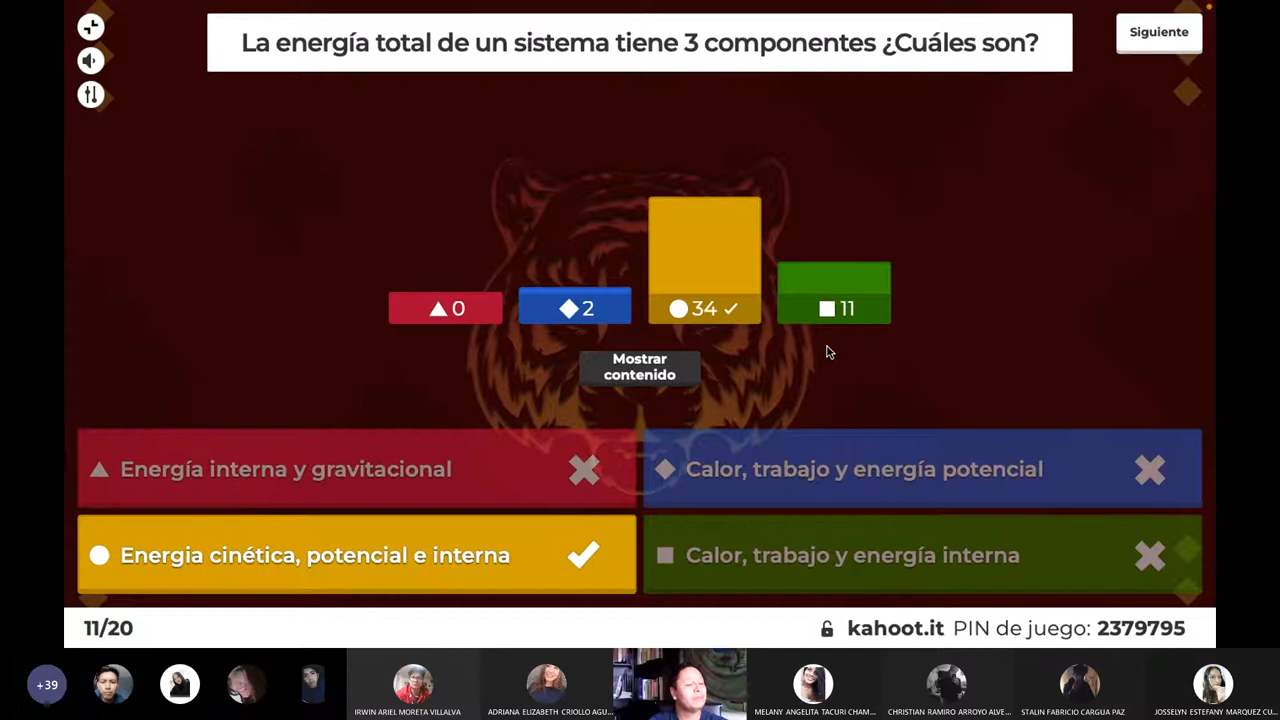 La energía total de un sistema tiene 3 componentes ¿Cuáles son?
Siguiente
0
2
34
11
Mostrar
contenido
Energía interna y gravitacional
Calor, trabajo y energía potencial
Energia cinética, potencial e interna
Calor, trabajo y energía interna
11/20
kahoot.it PIN de juego: 2379795
+39
IRWIN ARIEL MORETA VILLALVA
ADRIANA ELIZABETH CRIOLLO AGU...
MELANY ANGELITA TACURI CHAM...
CHRISTIAN RAMIRO ARROYO ALVE...
STALIN FABRICIO CARGUA PAZ
JOSSELYN ESTEFANY MARQUEZ CU...